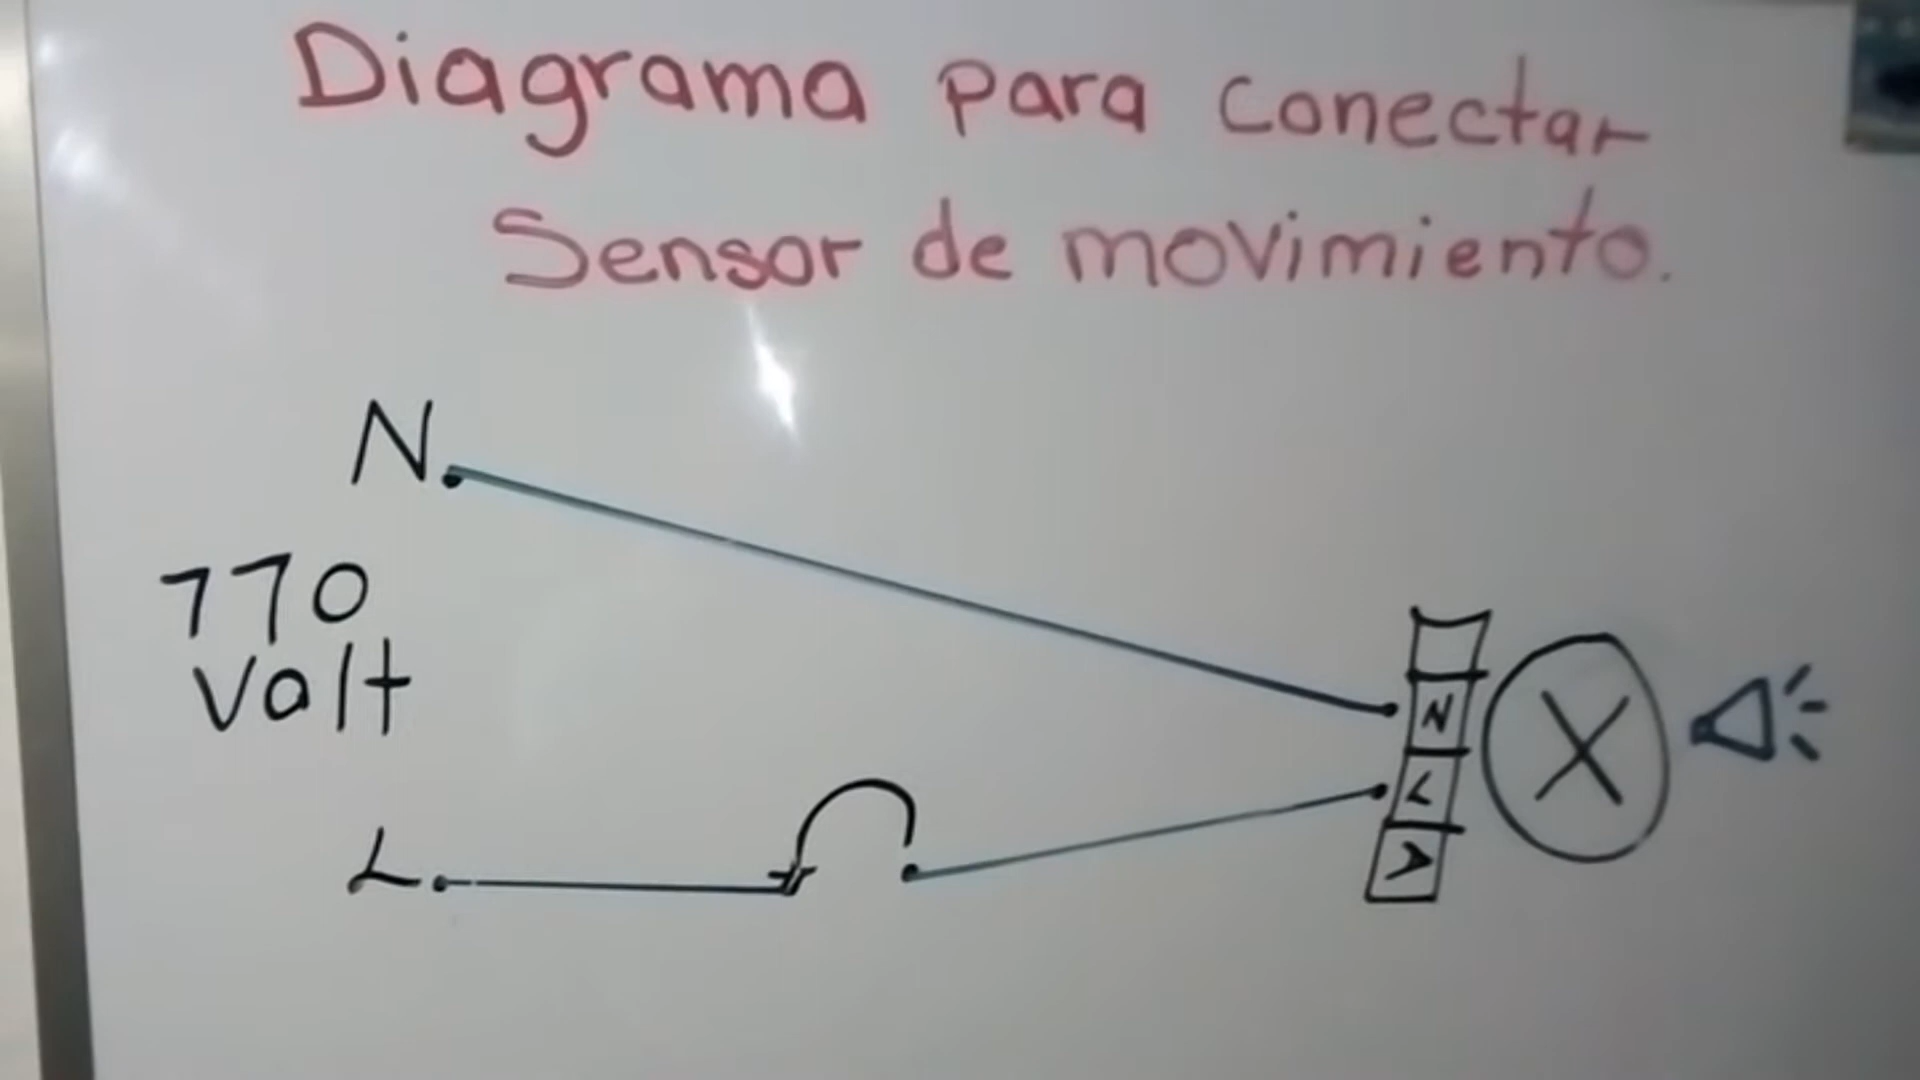 Diagrama para conectar
Sensor de movimiento.
N
110
Volt
L
N
L
A